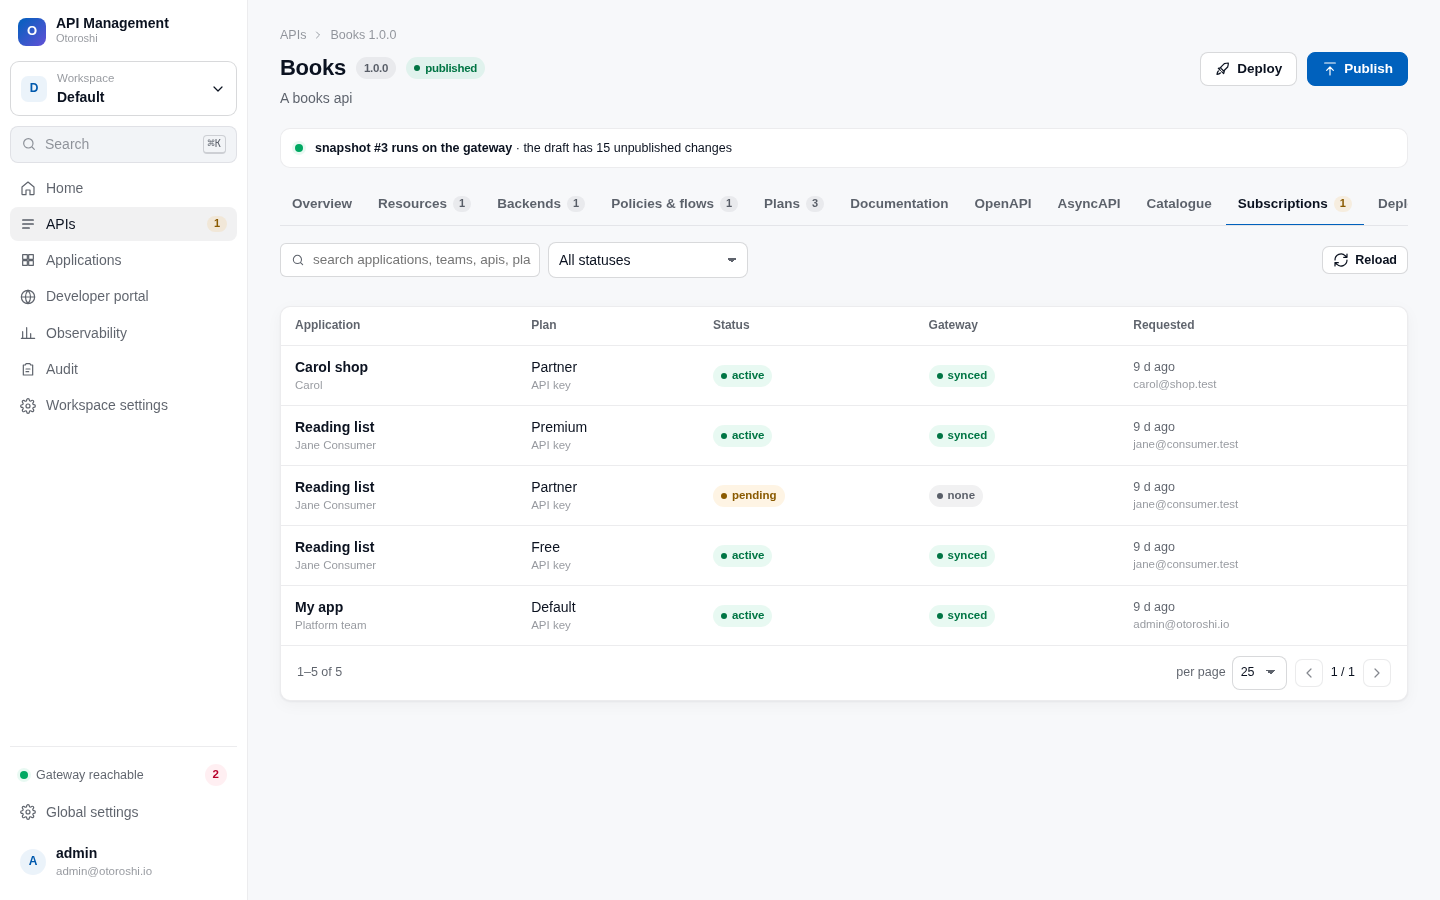 O
API Management
Otoroshi
D
Workspace
Default
Search
⌘K
Home
APIs
1
Applications
Developer portal
Observability
Audit
Workspace settings
Gateway reachable
2
Global settings
A
admin
admin@otoroshi.io
APIs > Books 1.0.0
Books 1.0.0 published
Deploy
Publish
A books api
snapshot #3 runs on the gateway · the draft has 15 unpublished changes
Overview Resources 1 Backends 1 Policies & flows 1 Plans 3 Documentation OpenAPI AsyncAPI Catalogue Subscriptions 1 Depl
search applications, teams, apis, pla
All statuses
Reload
Application Plan Status Gateway Requested
Carol shop Partner active synced 9 d ago
Carol API key carol@shop.test
Reading list Premium active synced 9 d ago
Jane Consumer API key jane@consumer.test
Reading list Partner pending none 9 d ago
Jane Consumer API key jane@consumer.test
Reading list Free active synced 9 d ago
Jane Consumer API key jane@consumer.test
My app Default active synced 9 d ago
Platform team API key admin@otoroshi.io
1–5 of 5
per page 25 1 / 1